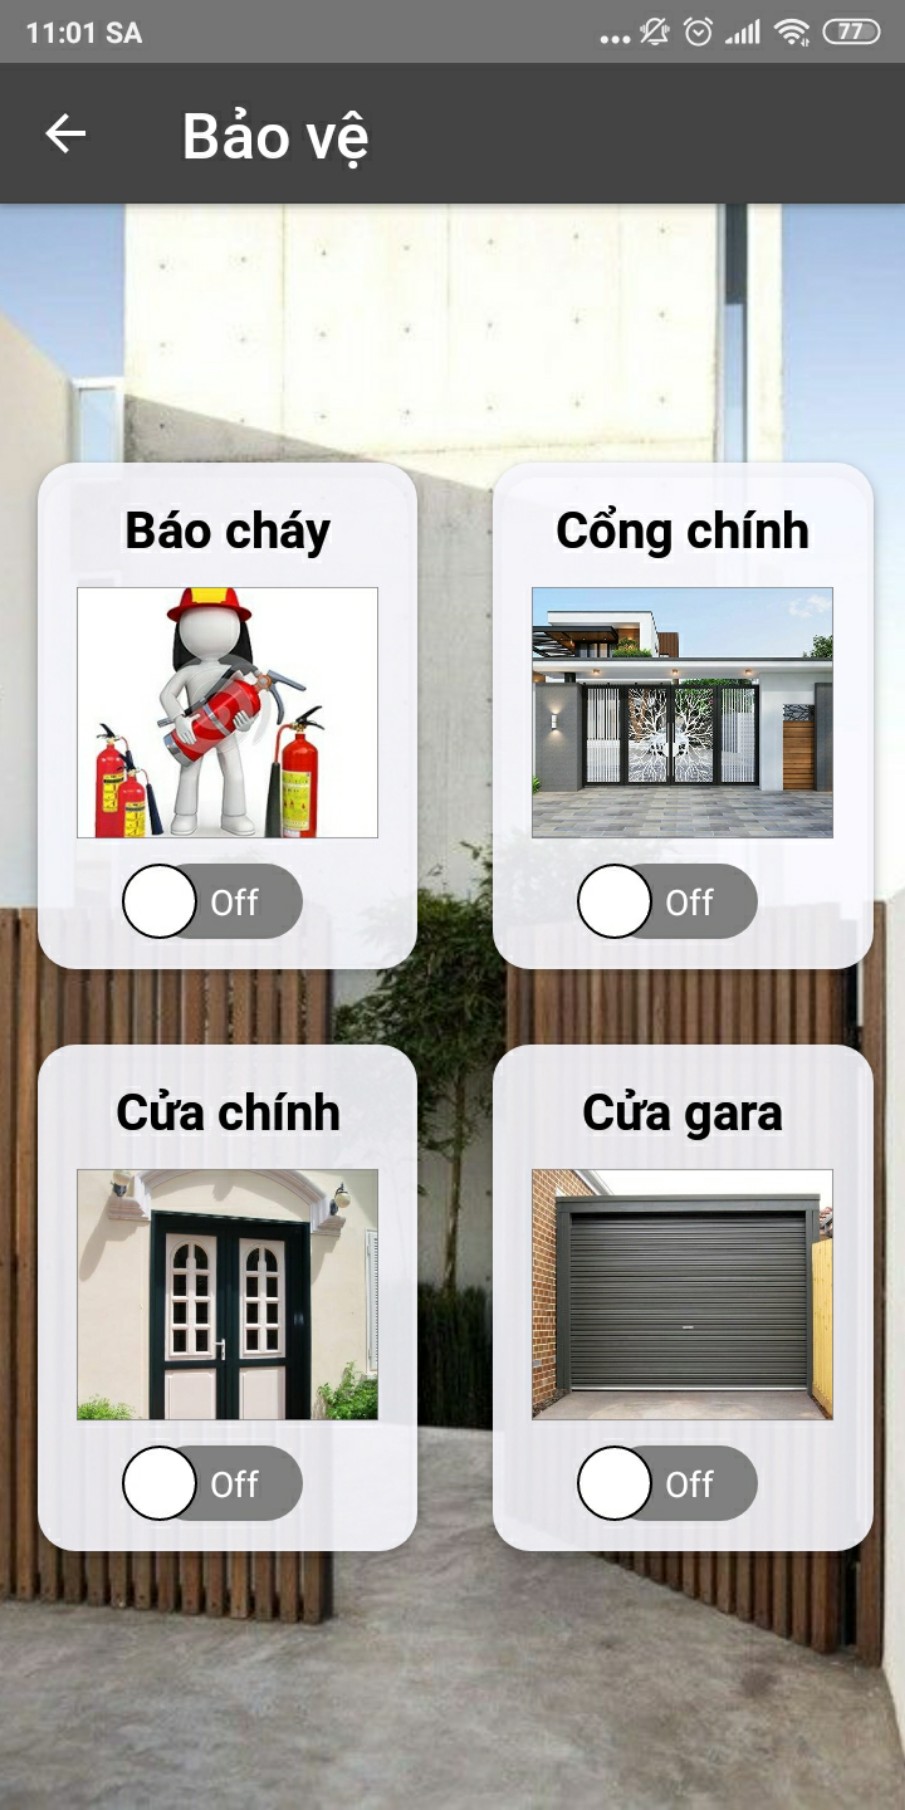 11:01 SA
77
Bảo vệ
Báo cháy
Cổng chính
Off
Off
Cửa chính
Cửa gara
Off
Off